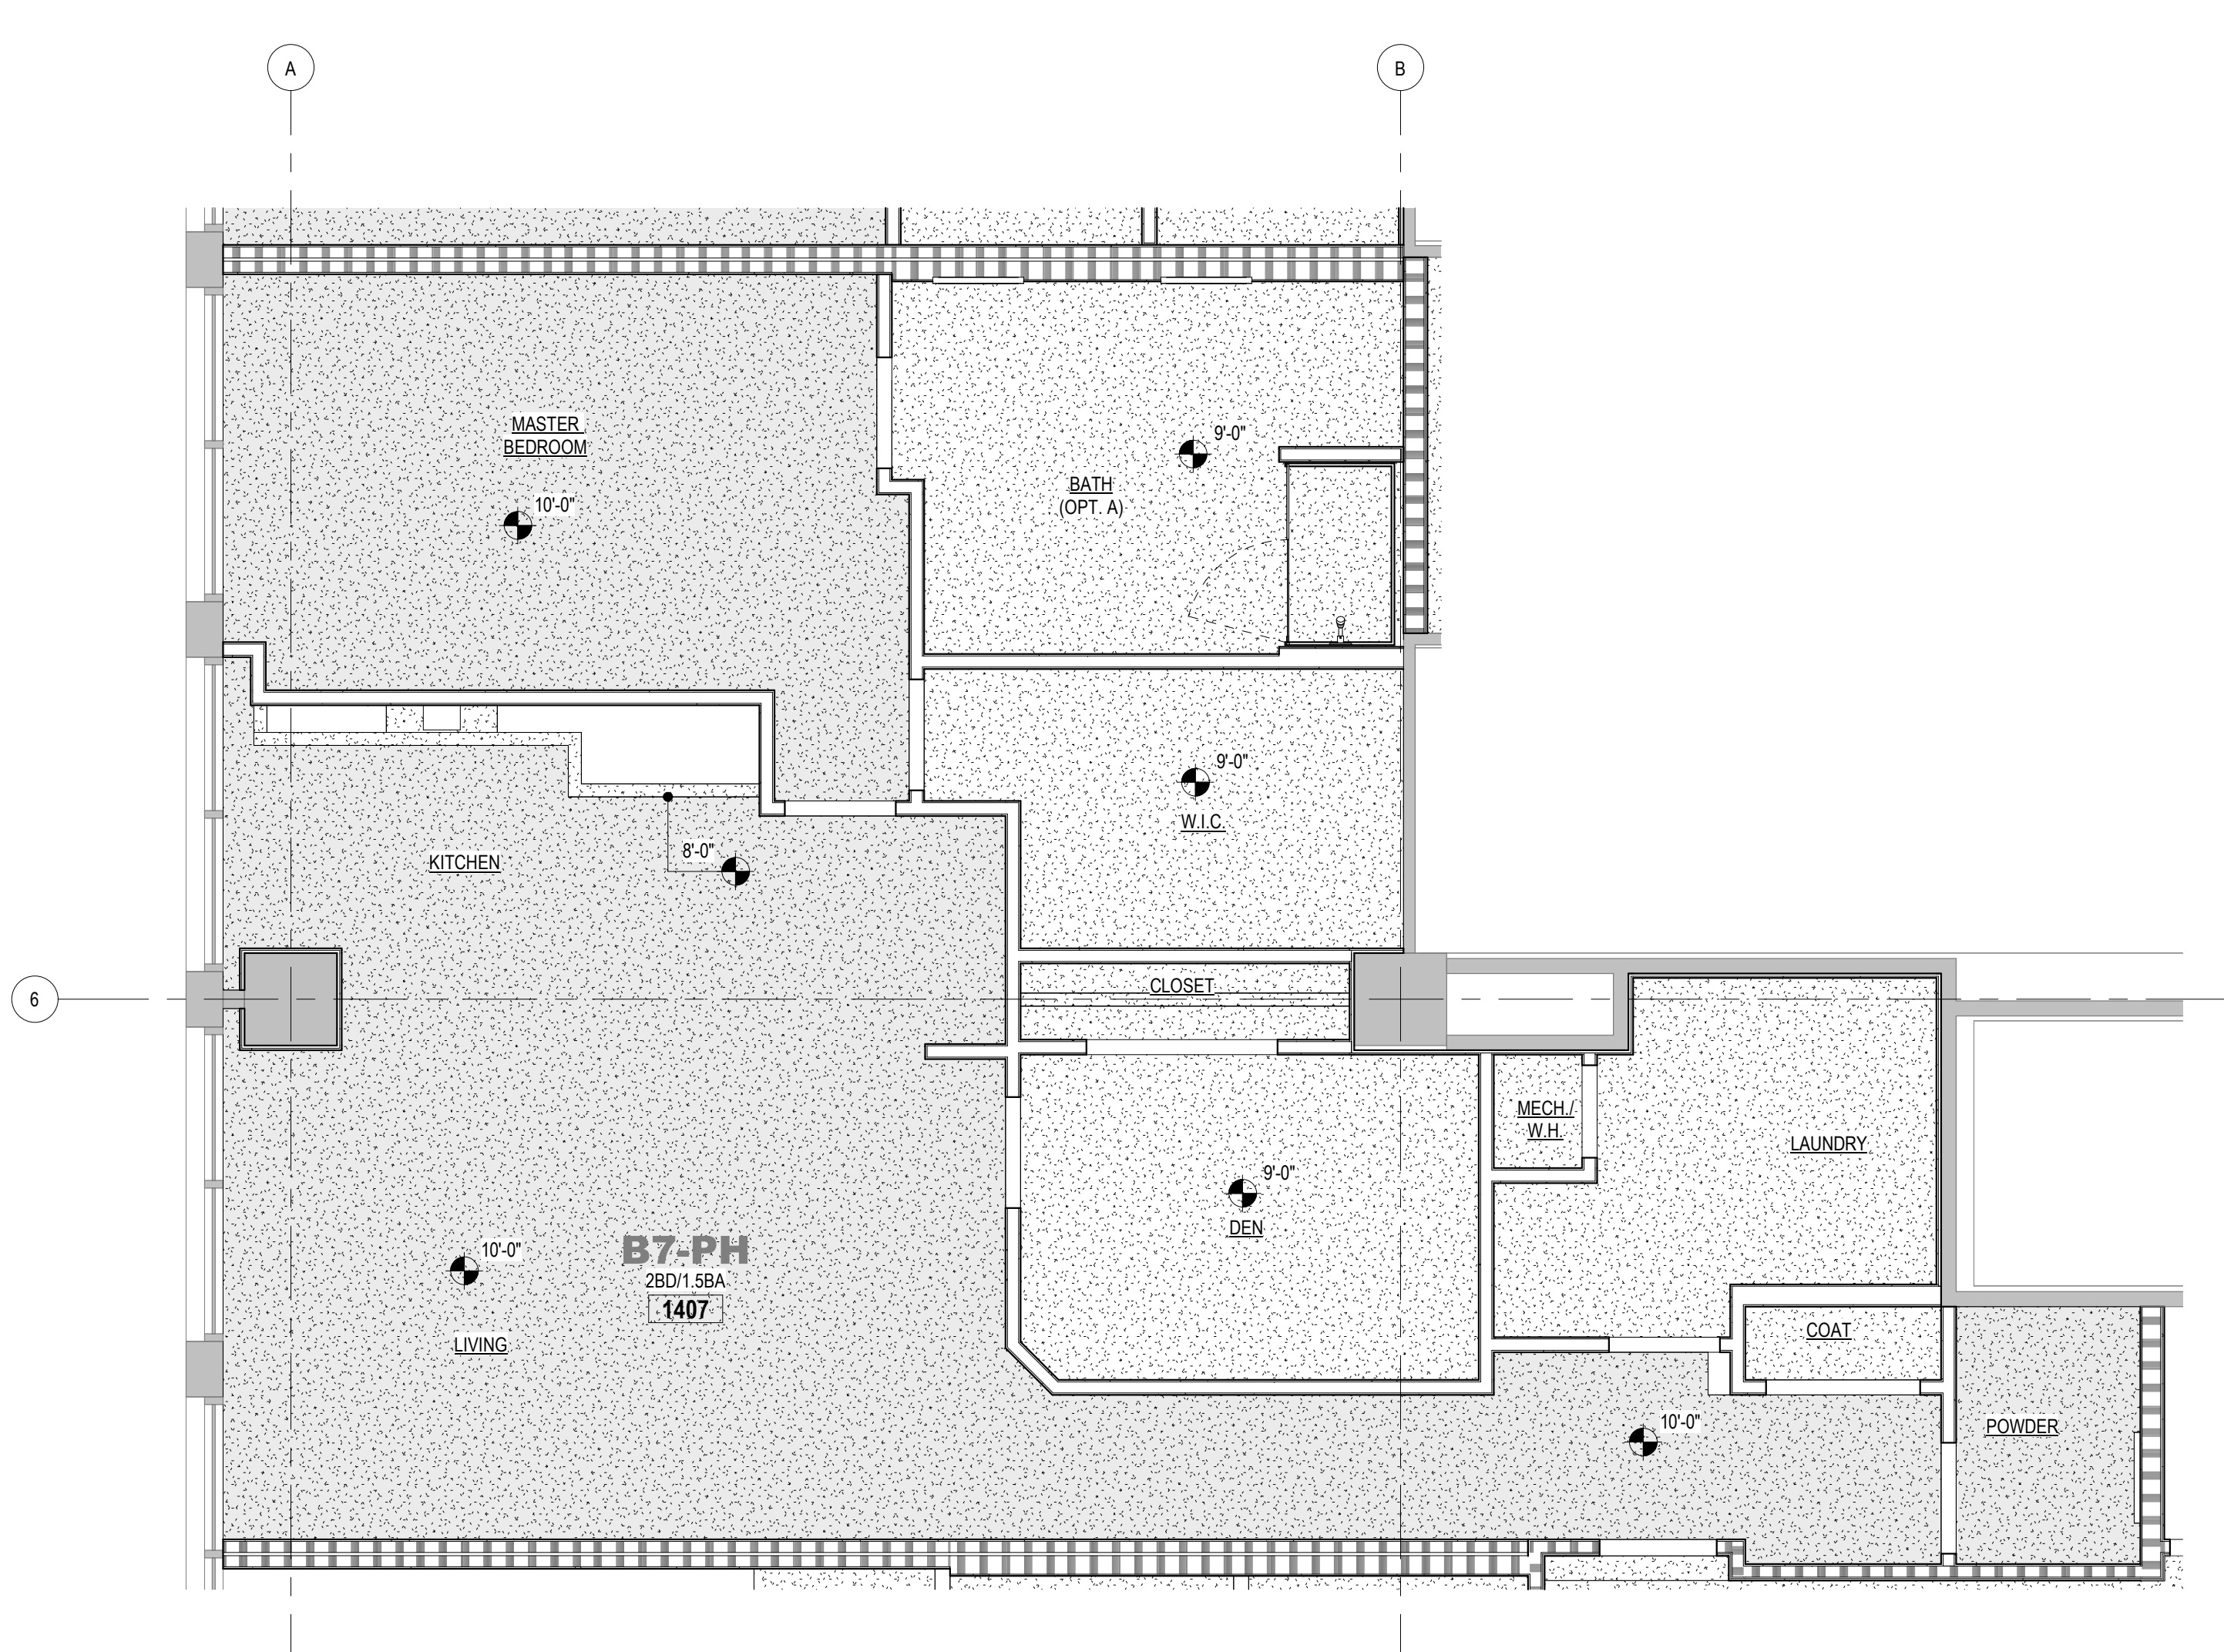 A
B
MASTER
BEDROOM
10'-0"
9'-0"
BATH
(OPT. A)
9'-0"
W.I.C.
KITCHEN
8'-0"
CLOSET
6
MECH./
W.H.
LAUNDRY
9'-0"
DEN
B7-PH
2BD/1.5BA
1407
10'-0"
LIVING
COAT
10'-0"
POWDER